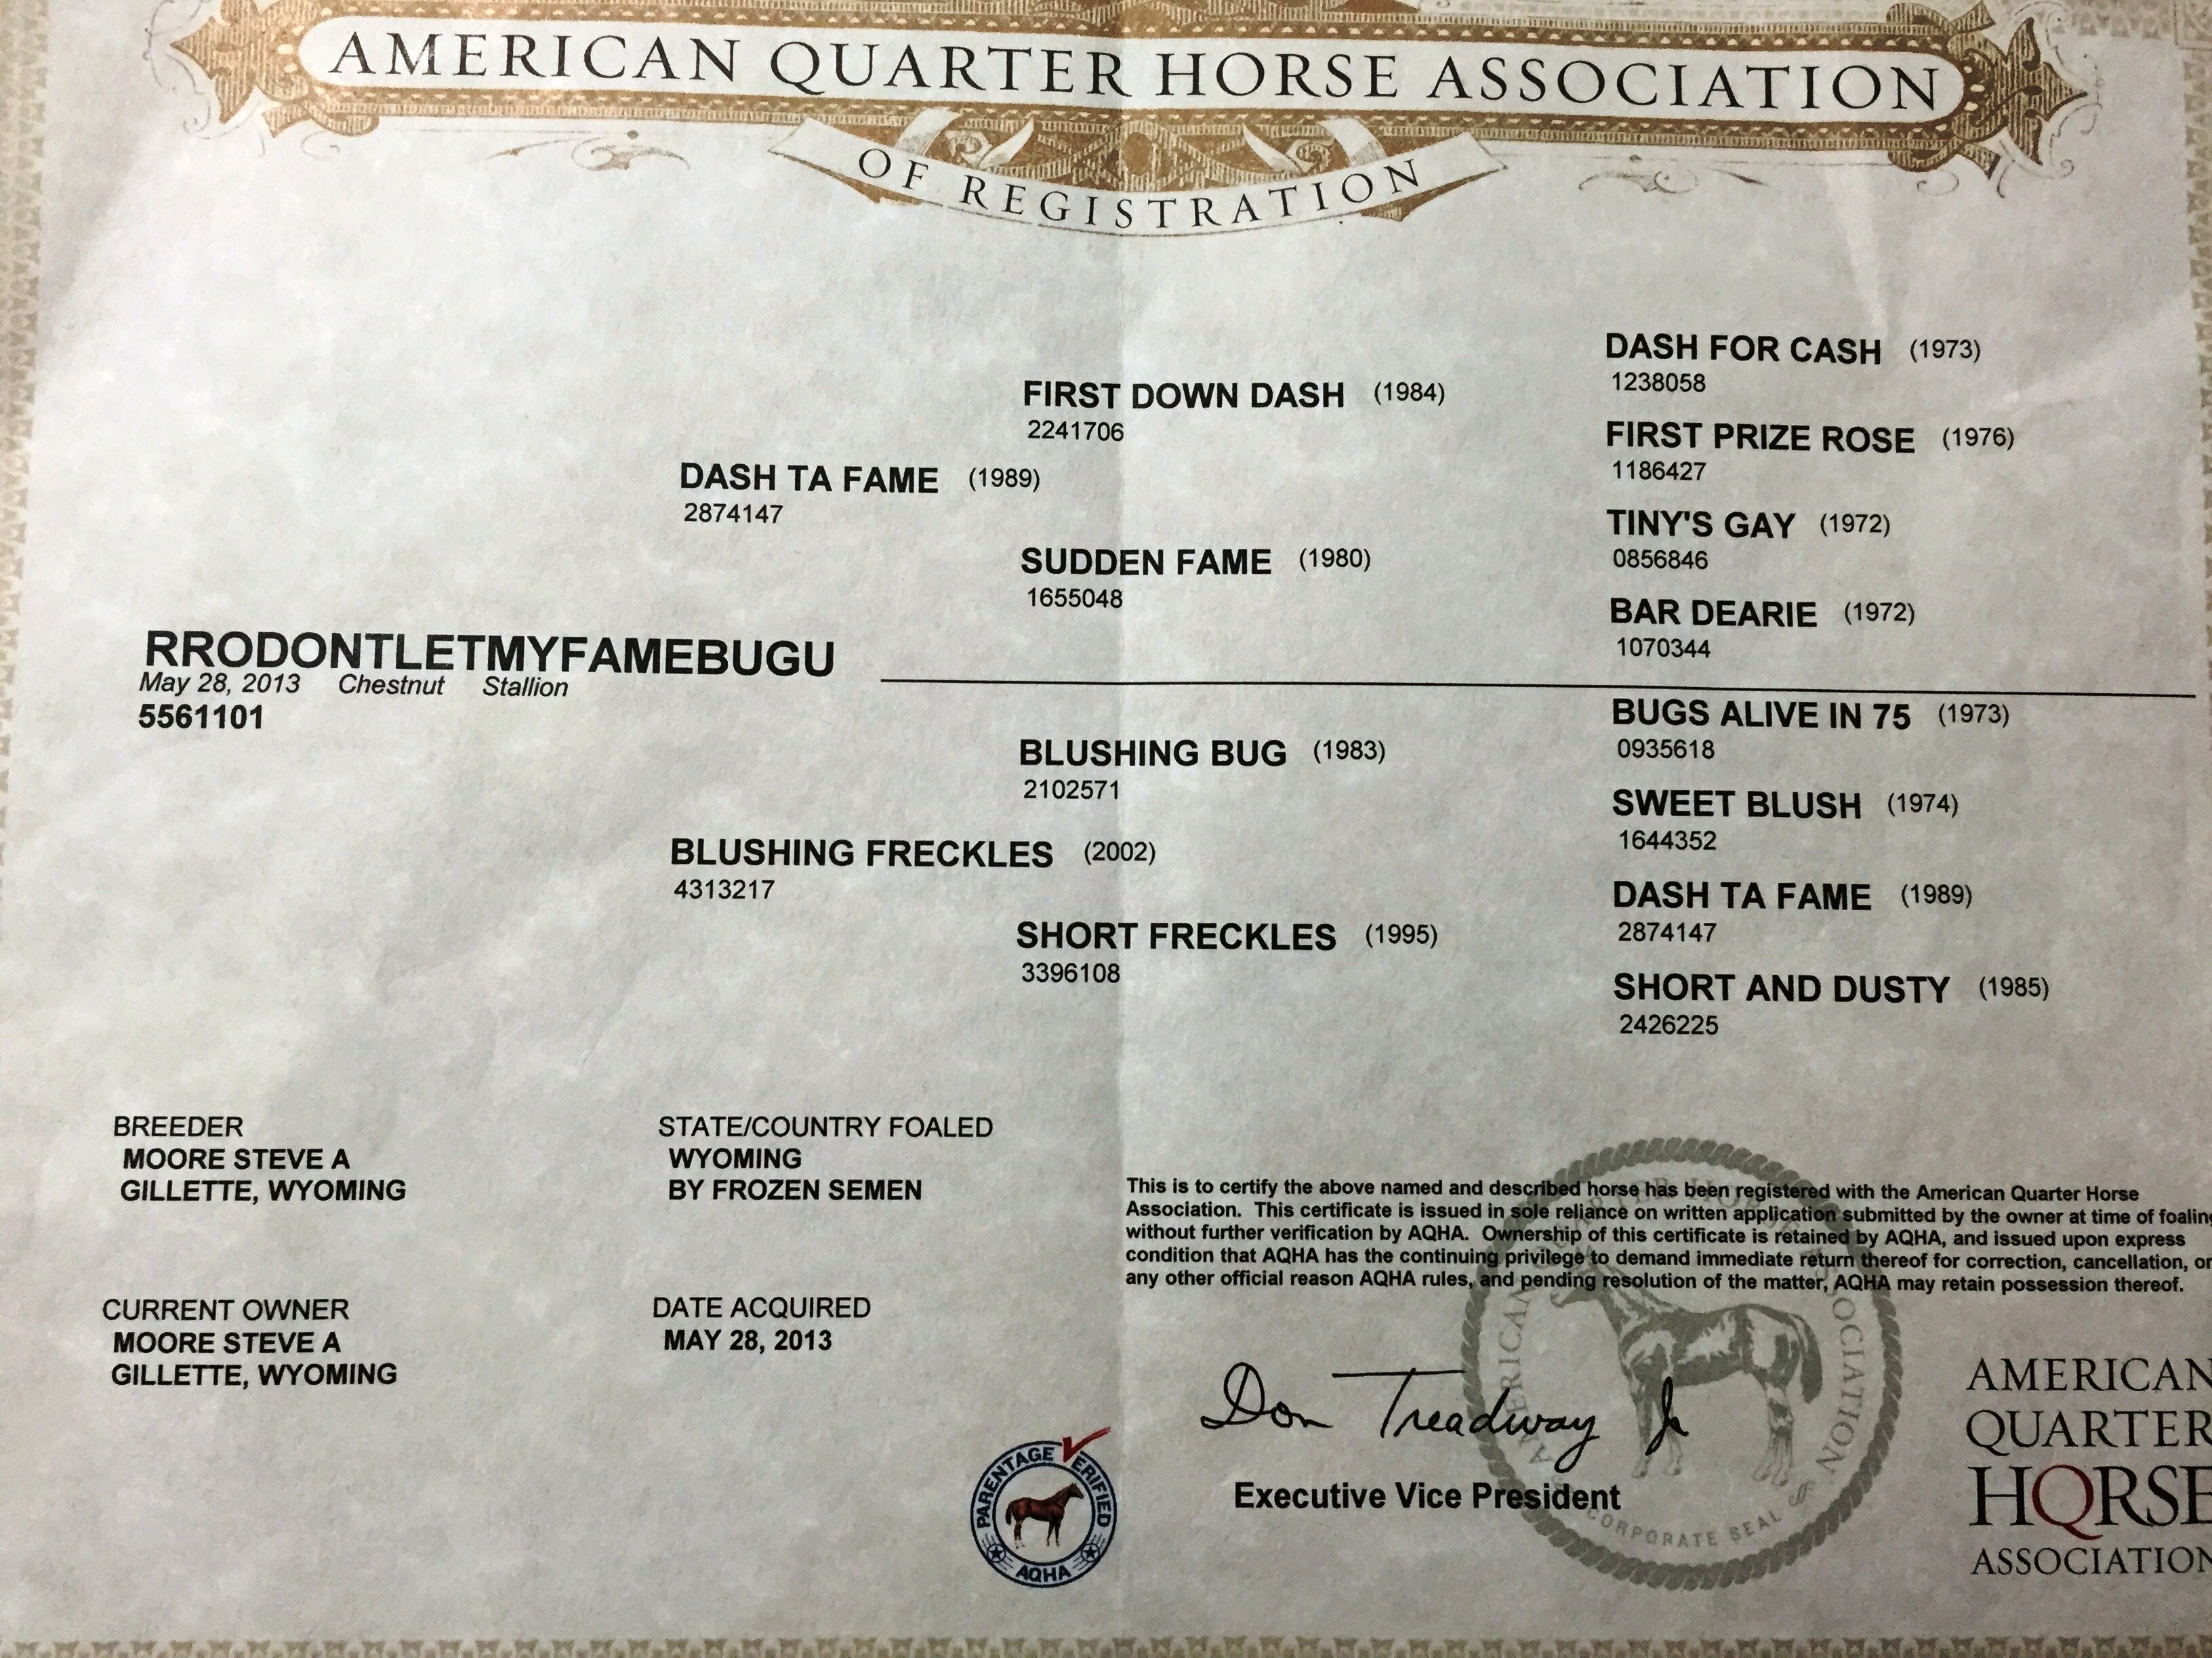 AMERICAN QUARTER HORSE ASSOCIATION
OF REGISTRATION
DASH FOR CASH (1973)
1238058
FIRST DOWN DASH (1984)
2241706
FIRST PRIZE ROSE (1976)
1186427
DASH TA FAME (1989)
2874147
TINY'S GAY (1972)
0856846
SUDDEN FAME (1980)
1655048
BAR DEARIE (1972)
1070344
RRODONTLETMYFAMEBUGU
May 28, 2013 Chestnut Stallion
5561101
BUGS ALIVE IN 75 (1973)
0935618
BLUSHING BUG (1983)
2102571
SWEET BLUSH (1974)
1644352
BLUSHING FRECKLES (2002)
4313217
DASH TA FAME (1989)
2874147
SHORT FRECKLES (1995)
3396108
SHORT AND DUSTY (1985)
2426225
BREEDER
MOORE STEVE A
GILLETTE, WYOMING
STATE/COUNTRY FOALED
WYOMING
BY FROZEN SEMEN
This is to certify the above named and described horse has been registered with the American Quarter Horse
Association. This certificate is issued in sole reliance on written application submitted by the owner at time of foaling
without further verification by AQHA. Ownership of this certificate is retained by AQHA, and issued upon express
condition that AQHA has the continuing privilege to demand immediate return thereof for correction, cancellation, or
any other official reason AQHA rules, and pending resolution of the matter, AQHA may retain possession thereof.
CURRENT OWNER
MOORE STEVE A
GILLETTE, WYOMING
DATE ACQUIRED
MAY 28, 2013
Don Treadway Jr
Executive Vice President
PARENTAGE VERIFIED
AQHA
CORPORATE SEAL
AMERICAN
QUARTER
HORSE
ASSOCIATION